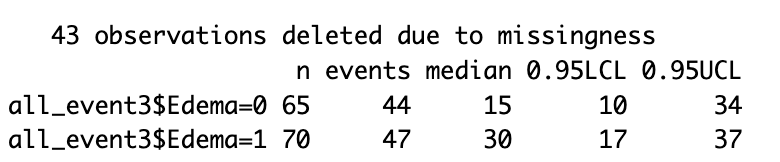 43 observations deleted due to missingness
n events median 0.95LCL 0.95UCL
all_event3$Edema=0 65 44 15 10 34
all_event3$Edema=1 70 47 30 17 37